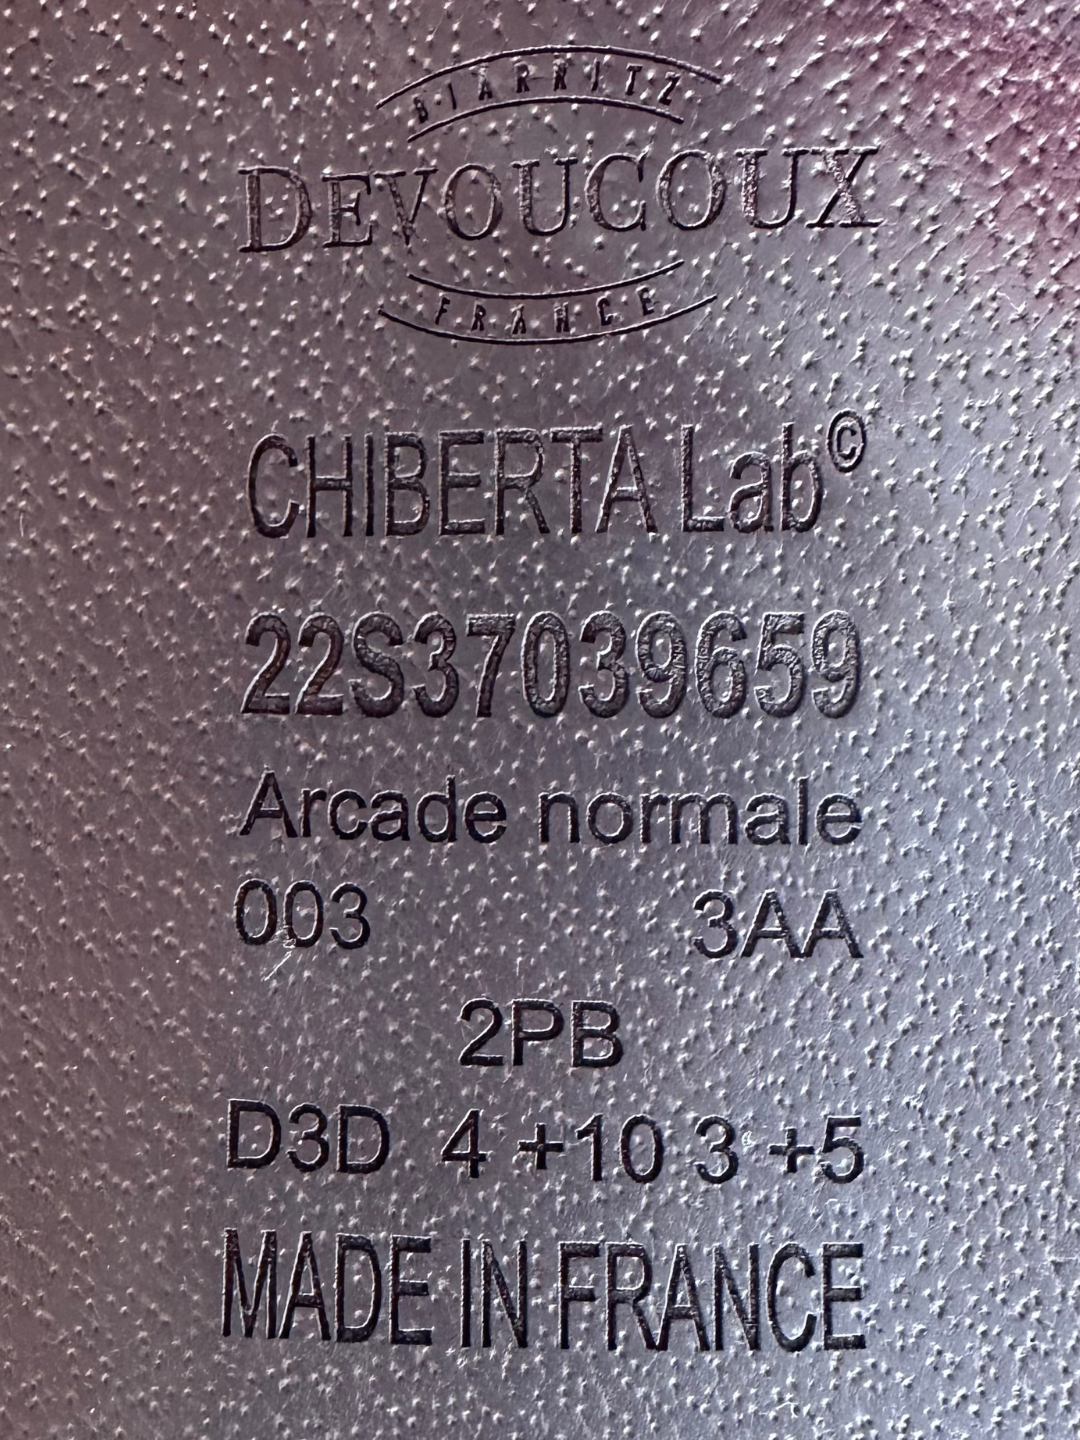 BIARRITZ
DEVOUCOUX
FRANCE
CHIBERTA Lab©
22S37039659
Arcade normale
003 3AA
2PB
D3D 4 +10 3 +5
MADE IN FRANCE